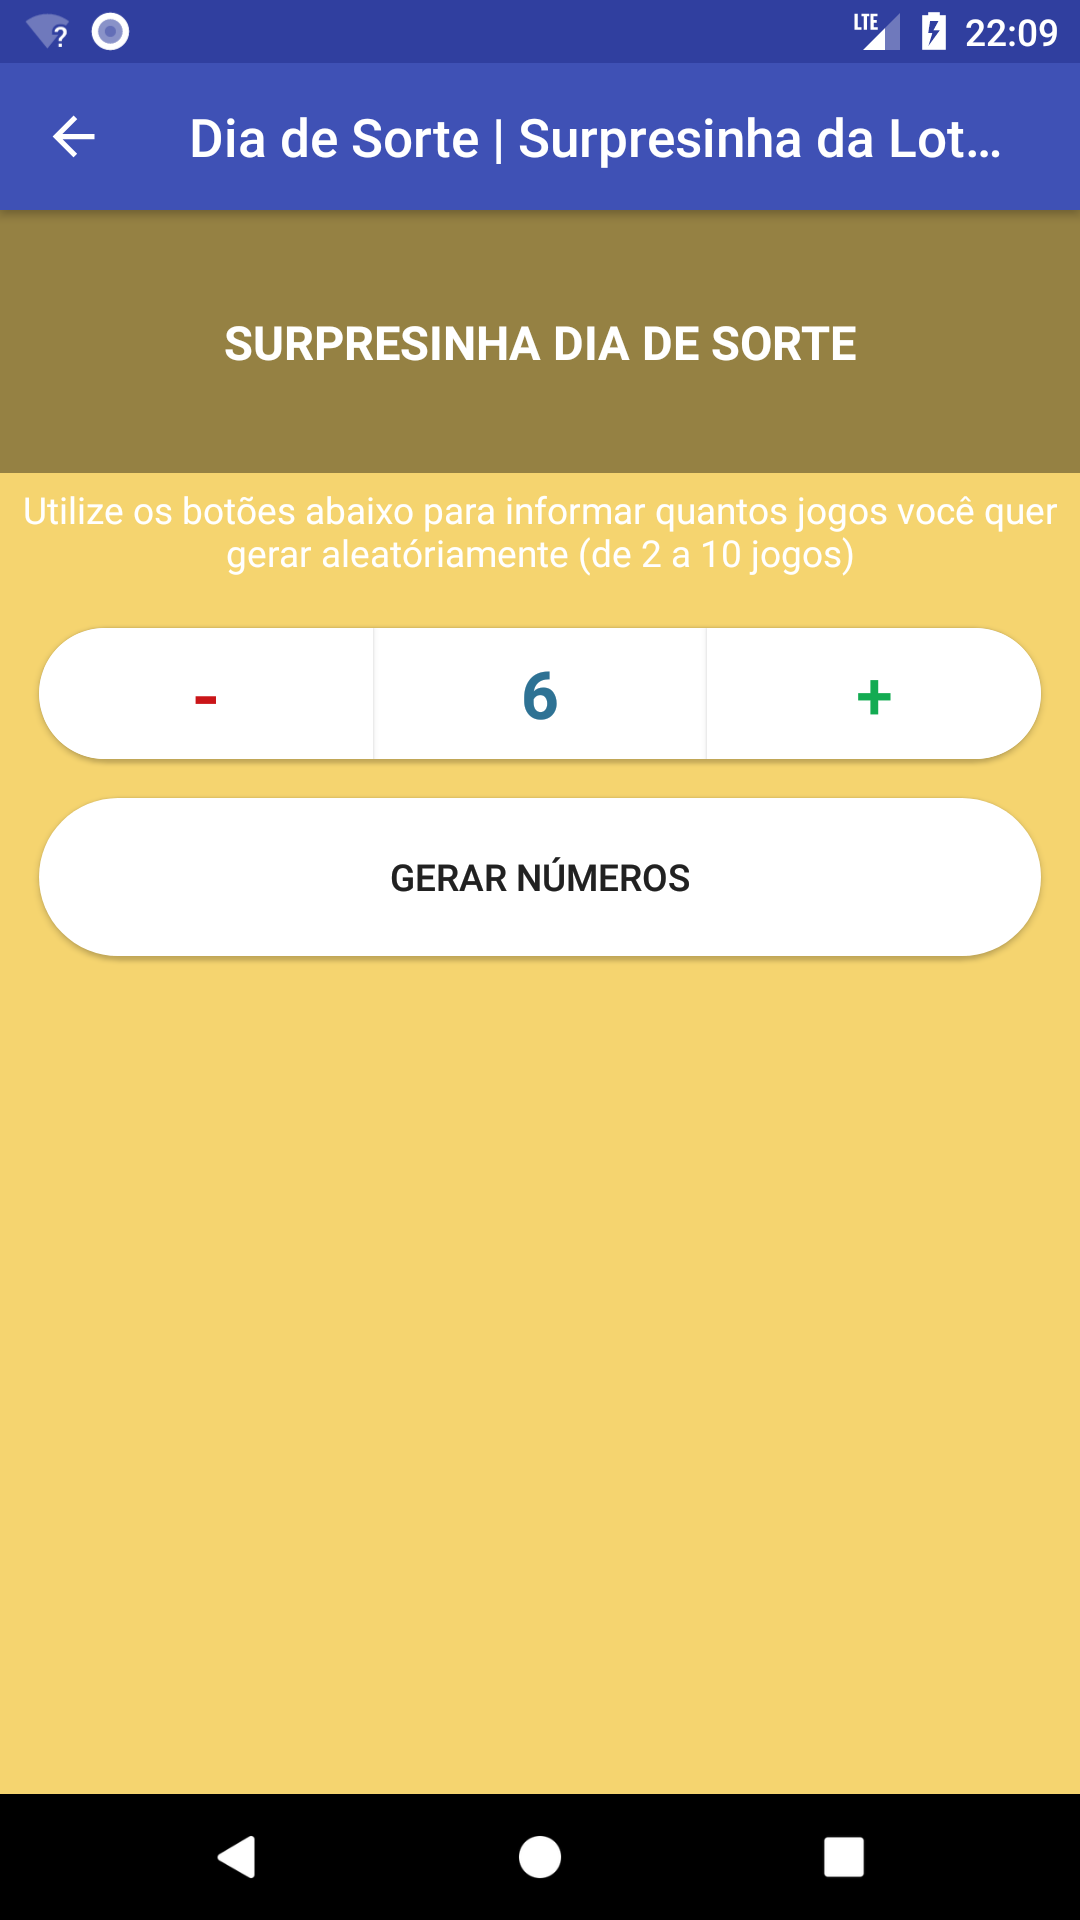 LTE 22:09
Dia de Sorte | Surpresinha da Lot...
SURPRESINHA DIA DE SORTE
Utilize os botões abaixo para informar quantos jogos você quer
gerar aleatóriamente (de 2 a 10 jogos)
- 6 +
GERAR NÚMEROS